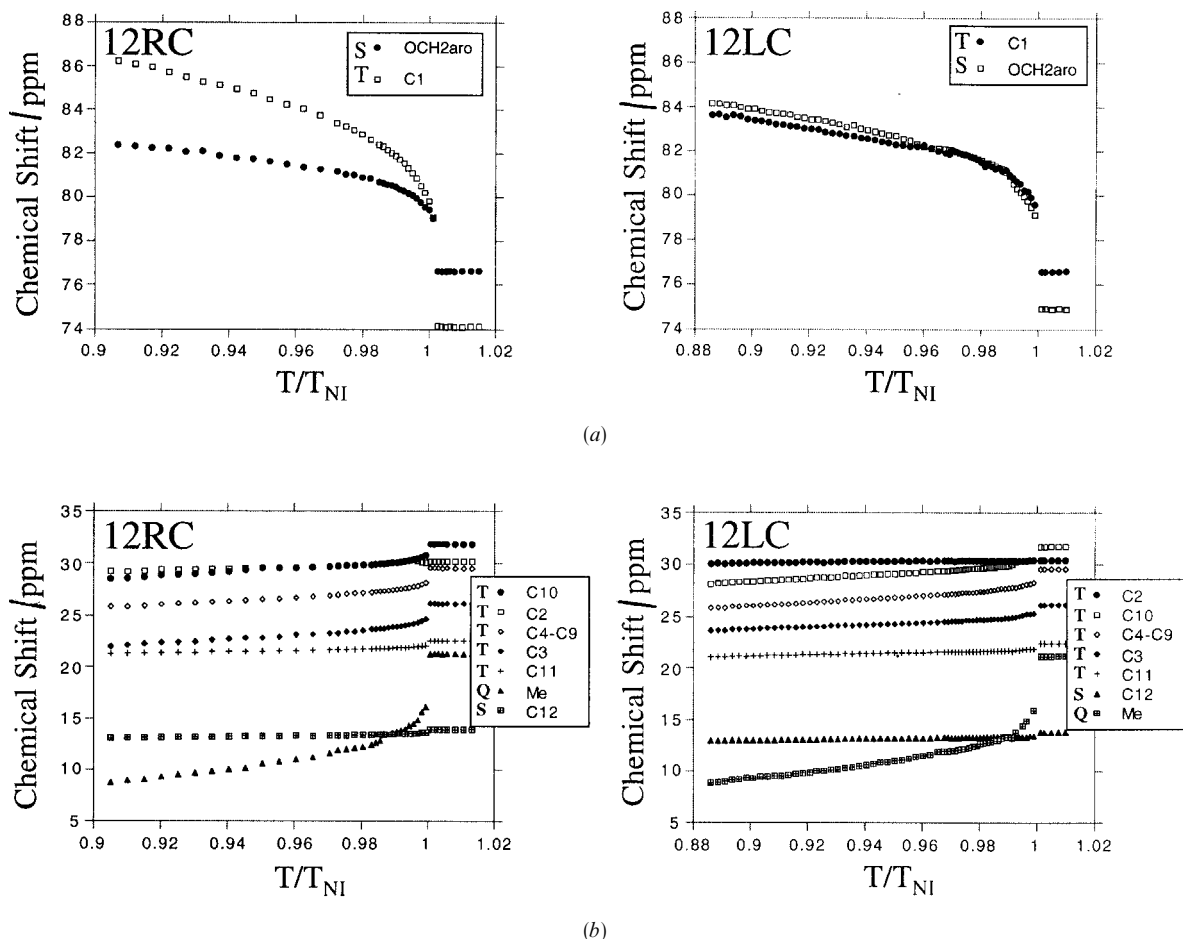 12RC
S OCH2aro
T C1
Chemical Shift/ppm
88
86
84
82
80
78
76
74
0.9 0.92 0.94 0.96 0.98 1 1.02
T/TNI
12LC
T C1
S OCH2aro
Chemical Shift/ppm
88
86
84
82
80
78
76
74
0.88 0.9 0.92 0.94 0.96 0.98 1 1.02
T/TNI
(a)
12RC
Chemical Shift/ppm
35
30
25
20
15
10
5
T C10
T C2
T C4-C9
T C3
T C11
Q Me
S C12
0.9 0.92 0.94 0.96 0.98 1 1.02
T/TNI
12LC
Chemical Shift/ppm
35
30
25
20
15
10
5
T C2
T C10
T C4-C9
T C3
T C11
S C12
Q Me
0.88 0.9 0.92 0.94 0.96 0.98 1 1.02
T/TNI
(b)